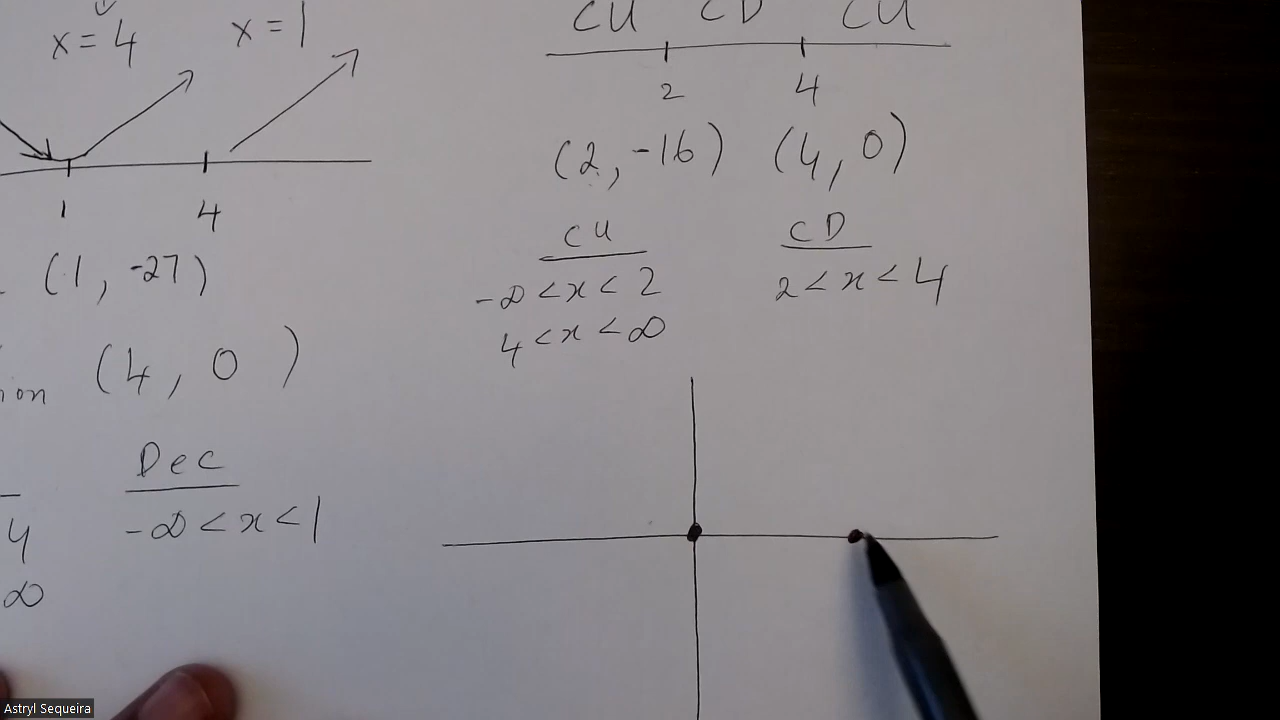 x = 4
x = 1
1
4
(1, -27)
(4, 0)
Dec
-∞ < x < 1
4
∞
CU CD CU
2 4
(2, -16) (4, 0)
CU CD
-∞ < x < 2 2 < x < 4
4 < x < ∞
Astryl Sequeira